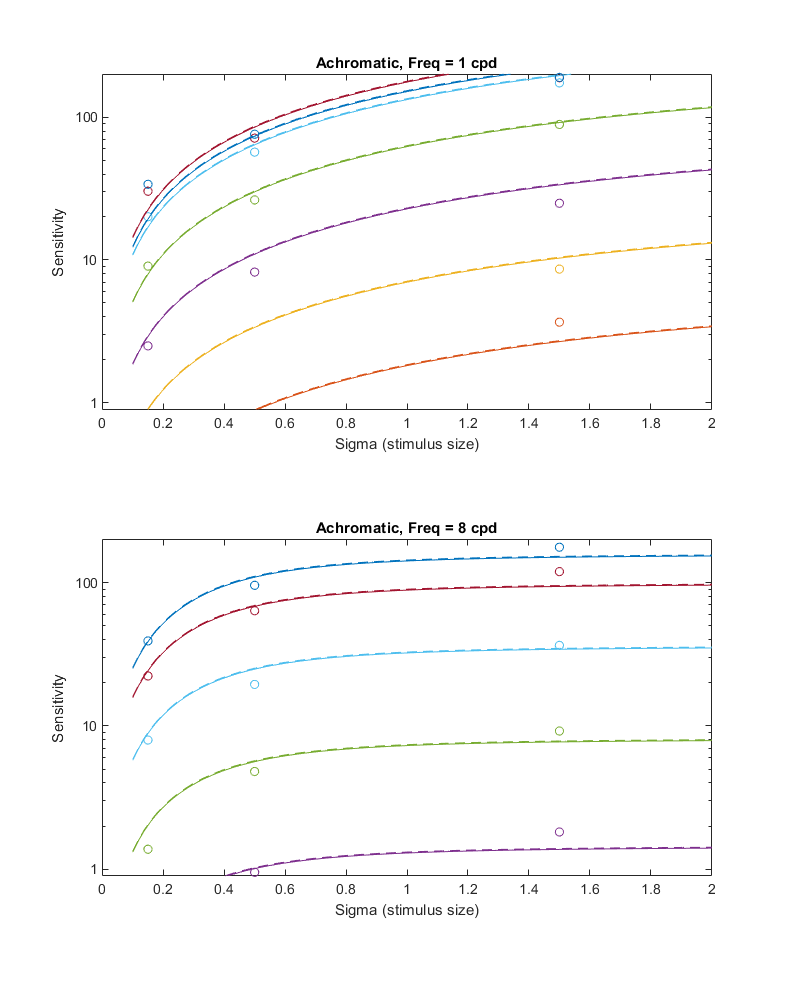 Achromatic, Freq = 1 cpd
100
10
1
Sensitivity
0 0.2 0.4 0.6 0.8 1 1.2 1.4 1.6 1.8 2
Sigma (stimulus size)
Achromatic, Freq = 8 cpd
100
10
1
Sensitivity
0 0.2 0.4 0.6 0.8 1 1.2 1.4 1.6 1.8 2
Sigma (stimulus size)